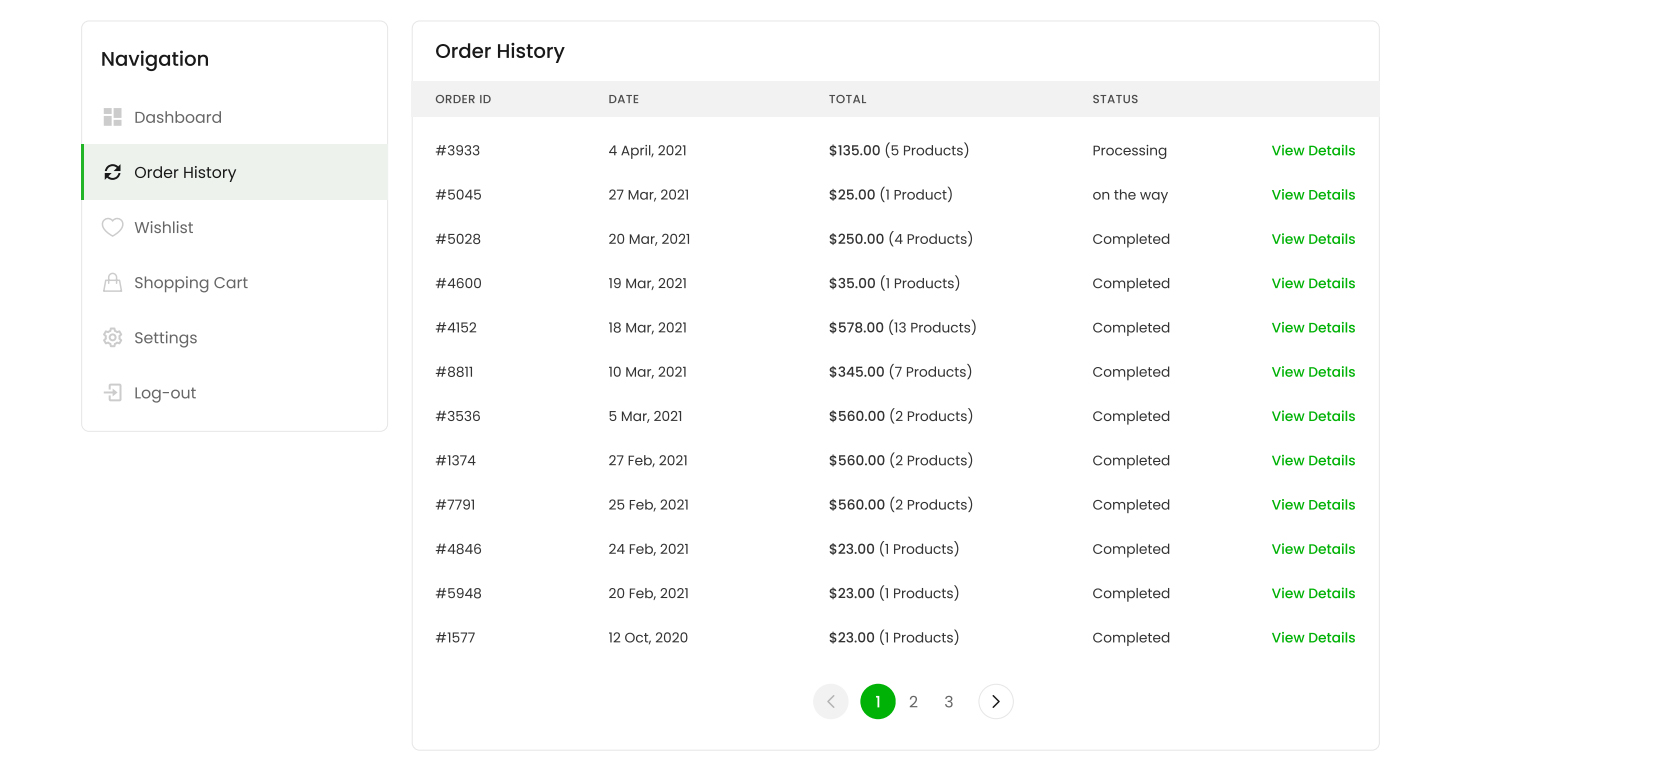 Navigation
Dashboard
Order History
Wishlist
Shopping Cart
Settings
Log-out
Order History
ORDER ID DATE TOTAL STATUS
#3933 4 April, 2021 $135.00 (5 Products) Processing View Details
#5045 27 Mar, 2021 $25.00 (1 Product) on the way View Details
#5028 20 Mar, 2021 $250.00 (4 Products) Completed View Details
#4600 19 Mar, 2021 $35.00 (1 Products) Completed View Details
#4152 18 Mar, 2021 $578.00 (13 Products) Completed View Details
#8811 10 Mar, 2021 $345.00 (7 Products) Completed View Details
#3536 5 Mar, 2021 $560.00 (2 Products) Completed View Details
#1374 27 Feb, 2021 $560.00 (2 Products) Completed View Details
#7791 25 Feb, 2021 $560.00 (2 Products) Completed View Details
#4846 24 Feb, 2021 $23.00 (1 Products) Completed View Details
#5948 20 Feb, 2021 $23.00 (1 Products) Completed View Details
#1577 12 Oct, 2020 $23.00 (1 Products) Completed View Details
1 2 3